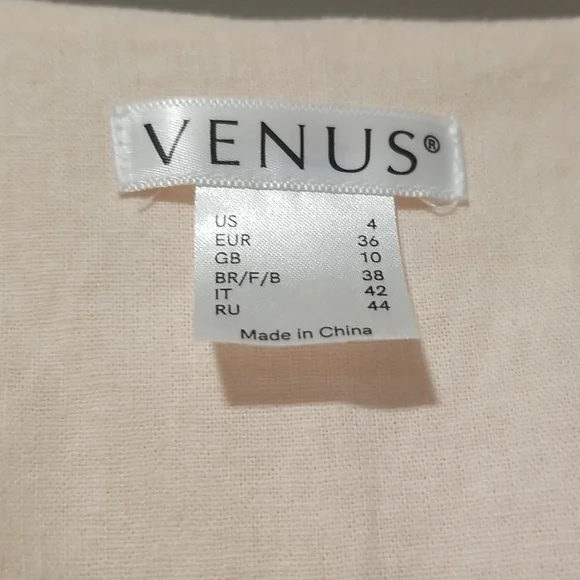 VENUS®
US 4
EUR 36
GB 10
BR/F/B 38
IT 42
RU 44
Made in China